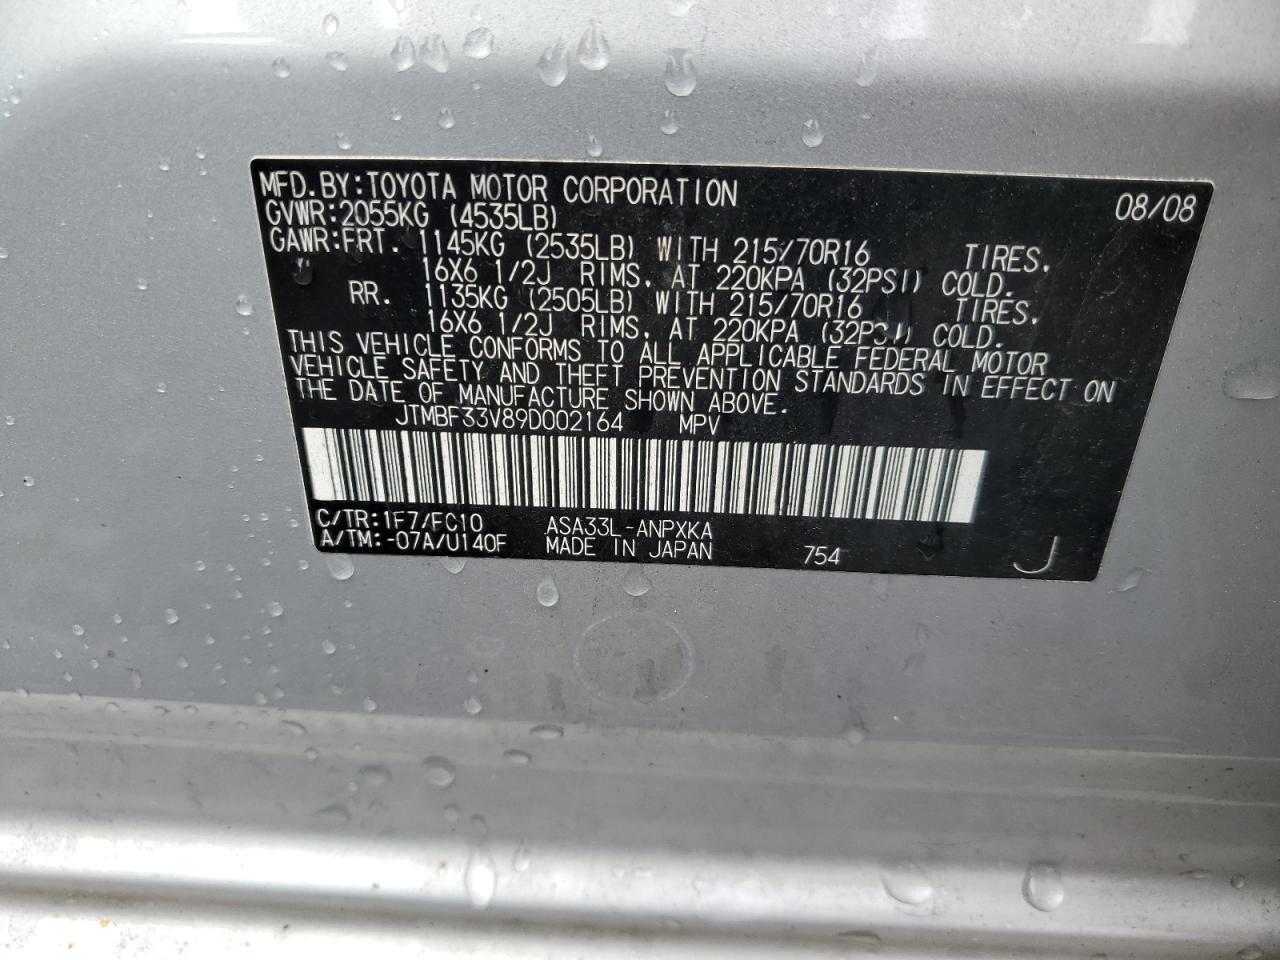 MFD.BY:TOYOTA MOTOR CORPORATION 08/08
GVWR:2055KG (4535LB)
GAWR:FRT. 1145KG (2535LB) WITH 215/70R16 TIRES,
16X6 1/2J RIMS, AT 220KPA (32PSI) COLD.
RR. 1135KG (2505LB) WITH 215/70R16 TIRES,
16X6 1/2J RIMS, AT 220KPA (32PSI) COLD.
THIS VEHICLE CONFORMS TO ALL APPLICABLE FEDERAL MOTOR
VEHICLE SAFETY AND THEFT PREVENTION STANDARDS IN EFFECT ON
THE DATE OF MANUFACTURE SHOWN ABOVE.
JTMBF33V89D002164 MPV
C/TR:1F7/FC10 ASA33L-ANPXKA
A/TM:-07A/U140F MADE IN JAPAN 754 J